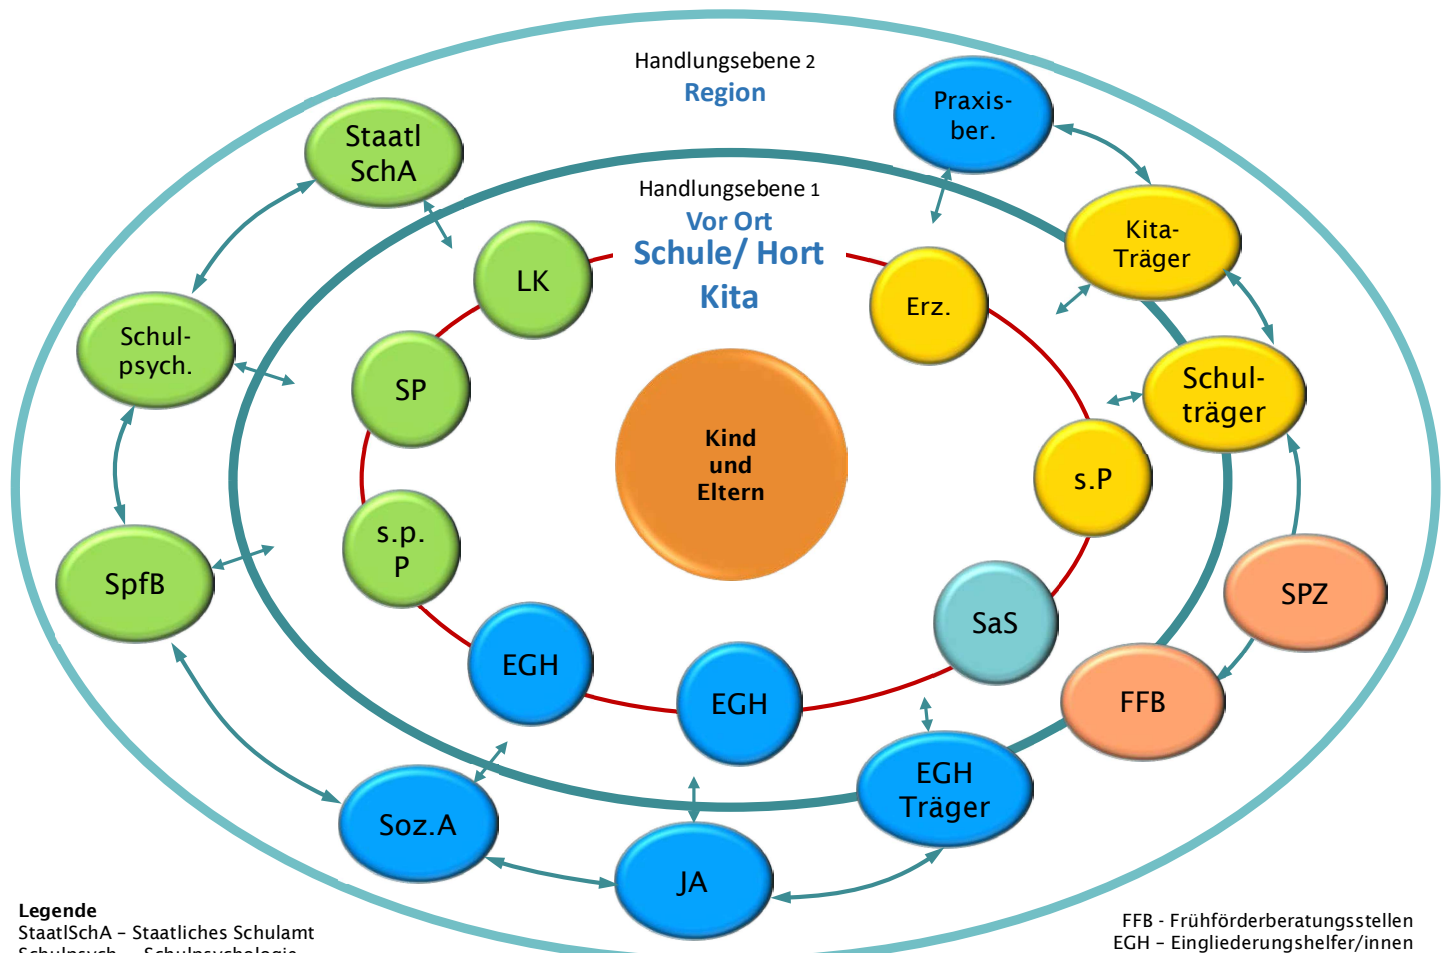 Handlungsebene 2
Region
Praxis-
ber.
Staatl
SchA
Handlungsebene 1
Vor Ort
Schule/ Hort
Kita
Kita-
Träger
LK
Erz.
Schul-
psych.
SP
Schul-
träger
Kind
und
Eltern
s.P
s.p.
P
SpfB
SPZ
SaS
EGH
EGH
FFB
EGH
Träger
Soz.A
JA
Legende
StaatlSchA – Staatliches Schulamt
Schulpsych. – Schulpsychologie
FFB - Frühförderberatungsstellen
EGH – Eingliederungshelfer/innen